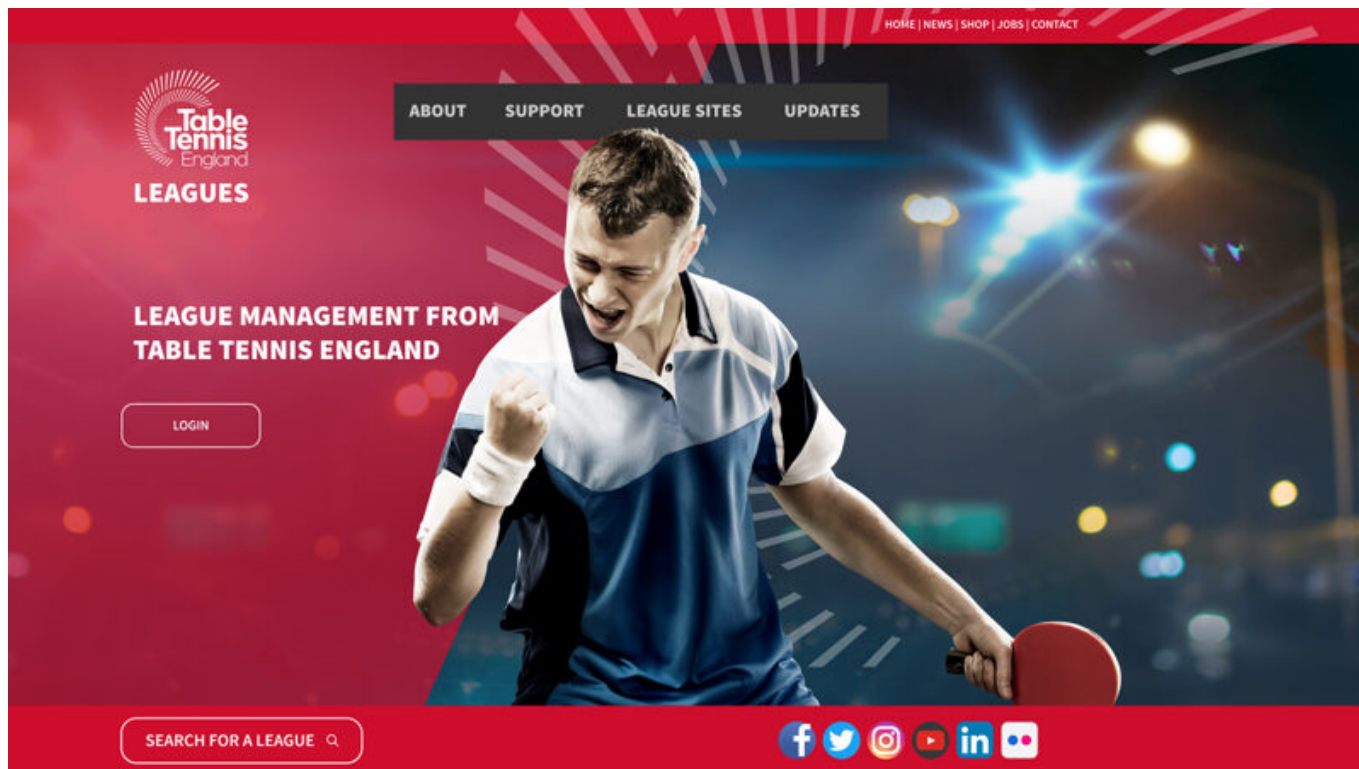 HOME | NEWS | SHOP | JOBS | CONTACT
Table
Tennis
England
LEAGUES
ABOUT SUPPORT LEAGUE SITES UPDATES
LEAGUE MANAGEMENT FROM
TABLE TENNIS ENGLAND
LOGIN
SEARCH FOR A LEAGUE
f in